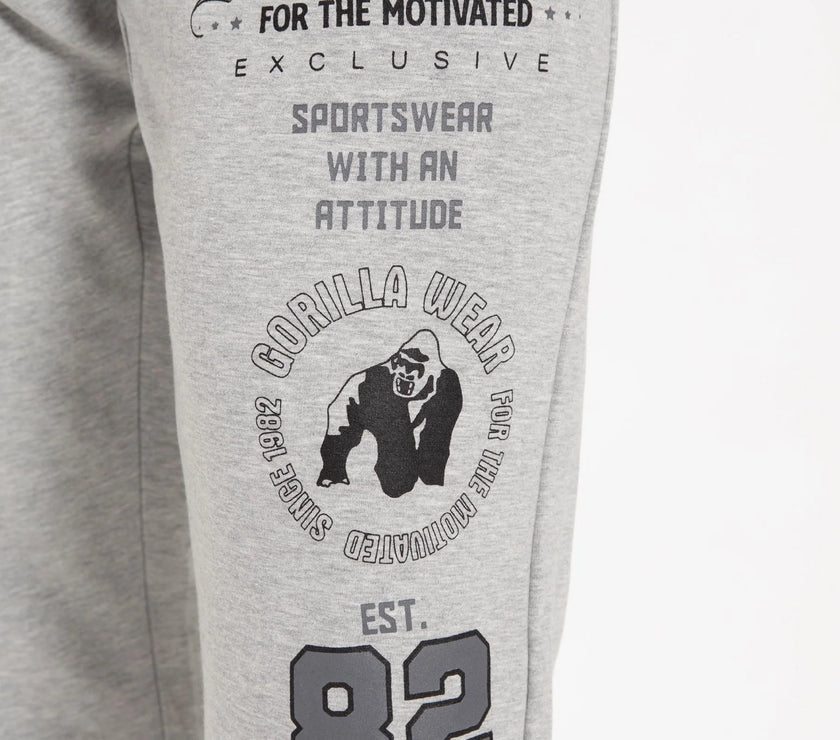 FOR THE MOTIVATED
EXCLUSIVE
SPORTSWEAR
WITH AN
ATTITUDE
GORILLA WEAR
FOR THE MOTIVATED
SINCE 1982
EST.
82